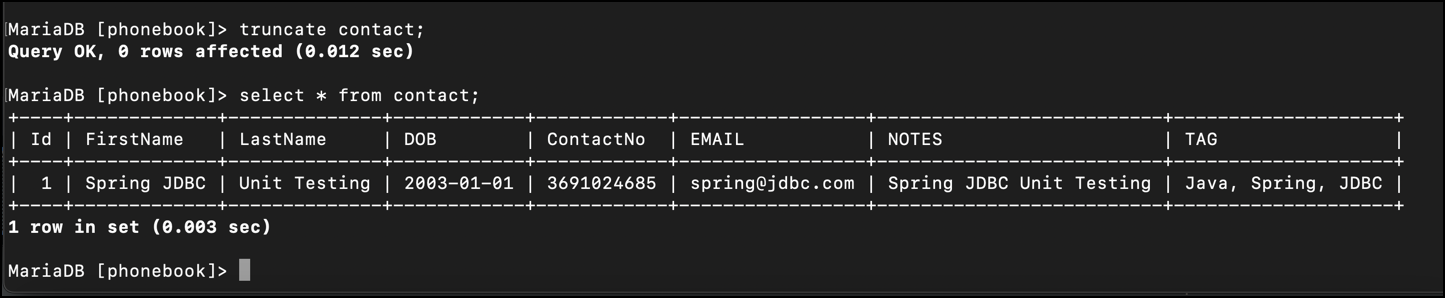 MariaDB [phonebook]> truncate contact;
Query OK, 0 rows affected (0.012 sec)
MariaDB [phonebook]> select * from contact;
+----+-------------+--------------+------------+------------+-----------------+---------------------------+--------------------+
| Id | FirstName | LastName | DOB | ContactNo | EMAIL | NOTES | TAG |
+----+-------------+--------------+------------+------------+-----------------+---------------------------+--------------------+
| 1 | Spring JDBC | Unit Testing | 2003-01-01 | 3691024685 | spring@jdbc.com | Spring JDBC Unit Testing | Java, Spring, JDBC |
+----+-------------+--------------+------------+------------+-----------------+---------------------------+--------------------+
1 row in set (0.003 sec)
MariaDB [phonebook]>